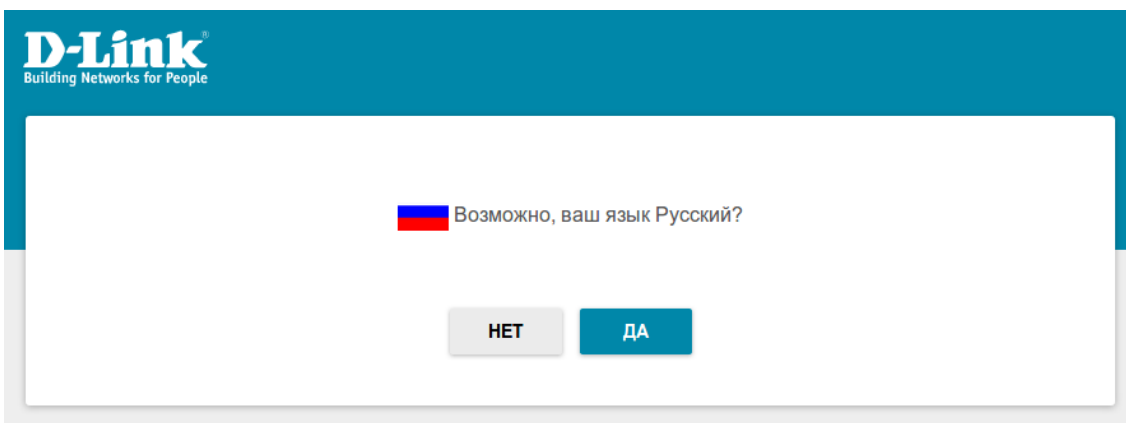 D-Link®
Building Networks for People
Возможно, ваш язык Русский?
НЕТ ДА